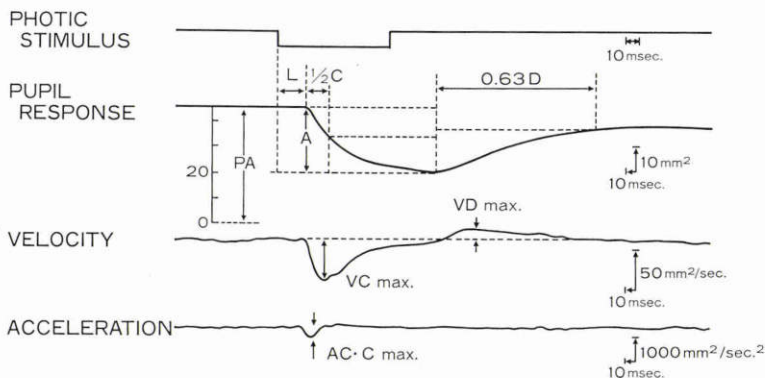 PHOTIC
STIMULUS
10 msec.
L ½C
0.63 D
PUPIL
RESPONSE
A
PA
20
0
10 mm²
10 msec.
VD max.
VELOCITY
VC max.
50 mm²/sec.
10 msec.
ACCELERATION
AC·C max.
1000 mm²/sec.²
10 msec.